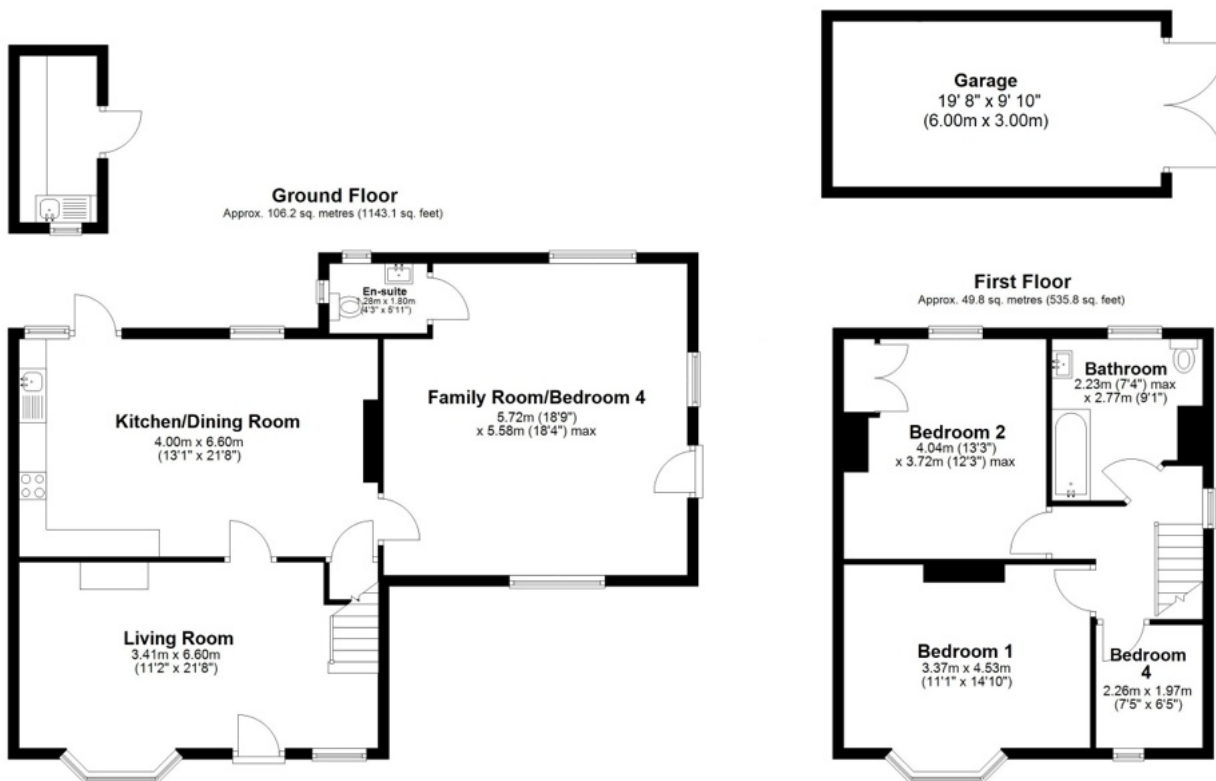 Garage
19' 8" x 9' 10"
(6.00m x 3.00m)
Ground Floor
Approx. 106.2 sq. metres (1143.1 sq. feet)
En-suite
1.28m x 1.80m
(4'3" x 5'11")
Kitchen/Dining Room
4.00m x 6.60m
(13'1" x 21'8")
Family Room/Bedroom 4
5.72m (18'9")
x 5.58m (18'4") max
Living Room
3.41m x 6.60m
(11'2" x 21'8")
First Floor
Approx. 49.8 sq. metres (535.8 sq. feet)
Bathroom
2.23m (7'4") max
x 2.77m (9'1")
Bedroom 2
4.04m (13'3")
x 3.72m (12'3") max
Bedroom 1
3.37m x 4.53m
(11'1" x 14'10")
Bedroom
4
2.26m x 1.97m
(7'5" x 6'5")